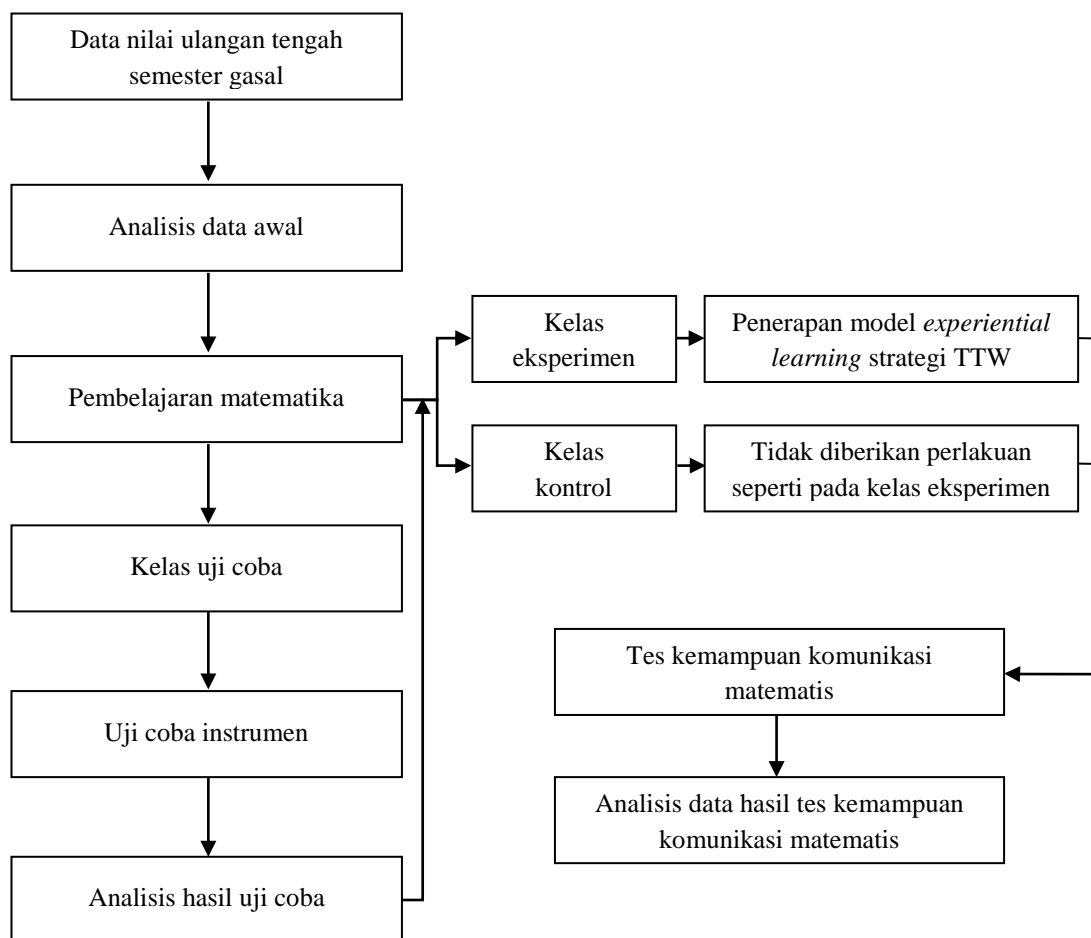 Data nilai ulangan tengah
semester gasal
Analisis data awal
Pembelajaran matematika
Kelas uji coba
Uji coba instrumen
Analisis hasil uji coba
Kelas
eksperimen
Penerapan model experiential
learning strategi TTW
Kelas
kontrol
Tidak diberikan perlakuan
seperti pada kelas eksperimen
Tes kemampuan komunikasi
matematis
Analisis data hasil tes kemampuan
komunikasi matematis